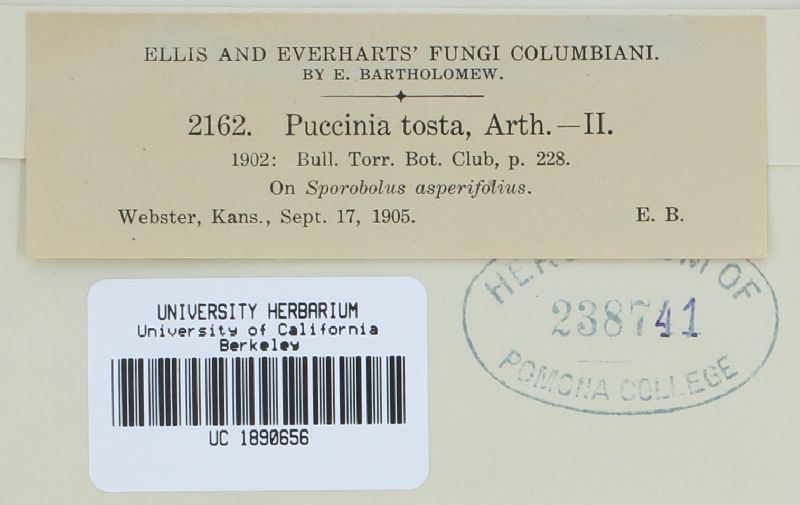 ELLIS AND EVERHARTS' FUNGI COLUMBIANI.
BY E. BARTHOLOMEW.
2162. Puccinia tosta, Arth.—II.
1902: Bull. Torr. Bot. Club, p. 228.
On Sporobolus asperifolius.
Webster, Kans., Sept. 17, 1905. E. B.
UNIVERSITY HERBARIUM
University of California
Berkeley
UC 1890656
OF
238741
POMONA COLLEGE